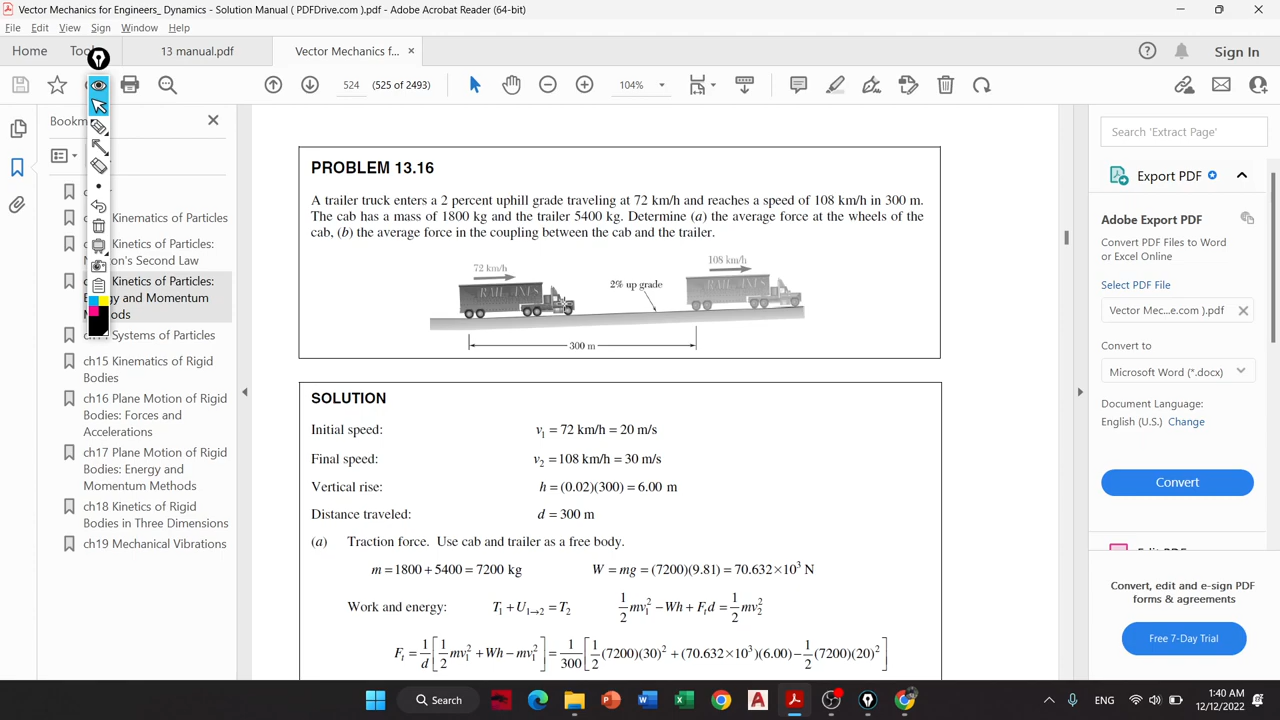 Vector Mechanics for Engineers_ Dynamics - Solution Manual ( PDFDrive.com ).pdf - Adobe Acrobat Reader (64-bit)
File Edit View Sign Window Help
Home 13 manual.pdf Vector Mechanics f... × Sign In
524 (525 of 2493) 104%
Search 'Extract Page'
Export PDF
Adobe Export PDF
Convert PDF Files to Word
or Excel Online
Select PDF File
Vector Mec...e.com ).pdf
Convert to
Microsoft Word (*.docx)
Document Language:
English (U.S.) Change
Convert
Convert, edit and e-sign PDF
forms & agreements
Free 7-Day Trial
Kinematics of Particles
Kinetics of Particles:
Second Law
Kinetics of Particles:
and Momentum
Systems of Particles
ch15 Kinematics of Rigid
Bodies
ch16 Plane Motion of Rigid
Bodies: Forces and
Accelerations
ch17 Plane Motion of Rigid
Bodies: Energy and
Momentum Methods
ch18 Kinetics of Rigid
Bodies in Three Dimensions
ch19 Mechanical Vibrations
PROBLEM 13.16
A trailer truck enters a 2 percent uphill grade traveling at 72 km/h and reaches a speed of 108 km/h in 300 m.
The cab has a mass of 1800 kg and the trailer 5400 kg. Determine (a) the average force at the wheels of the
cab, (b) the average force in the coupling between the cab and the trailer.
72 km/h
108 km/h
2% up grade
300 m
SOLUTION
Initial speed: v₁ = 72 km/h = 20 m/s
Final speed: v₂ = 108 km/h = 30 m/s
Vertical rise: h = (0.02)(300) = 6.00 m
Distance traveled: d = 300 m
(a) Traction force. Use cab and trailer as a free body.
m = 1800 + 5400 = 7200 kg W = mg = (7200)(9.81) = 70.632×10³ N
Work and energy: T₁ + U₁→₂ = T₂ 1/2 mv₁² − Wh + Fₜd = 1/2 mv₂²
Fₜ = 1/d [1/2 mv₁² + Wh − mv₁²] = 1/300 [1/2 (7200)(30)² + (70.632×10³)(6.00) − 1/2 (7200)(20)²]
Search ENG 1:40 AM
12/12/2022